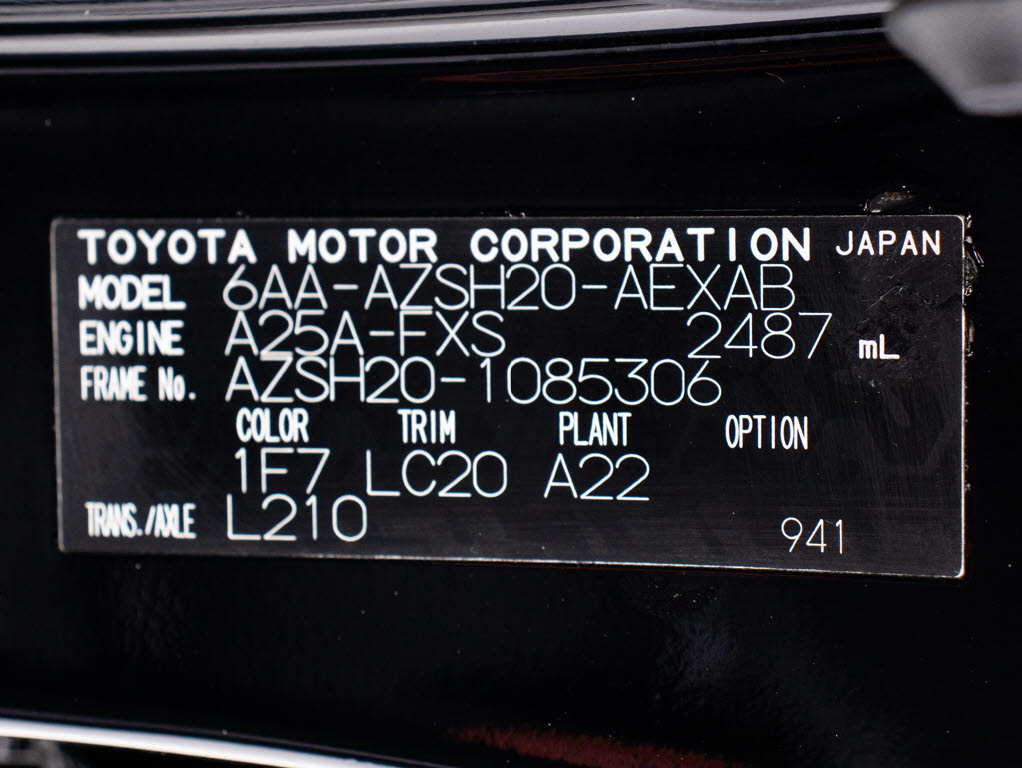 TOYOTA MOTOR CORPORATION JAPAN
MODEL 6AA-AZSH20-AEXAB
ENGINE A25A-FXS 2487 mL
FRAME No. AZSH20-1085306
COLOR TRIM PLANT OPTION
1F7 LC20 A22
TRANS./AXLE L210 941